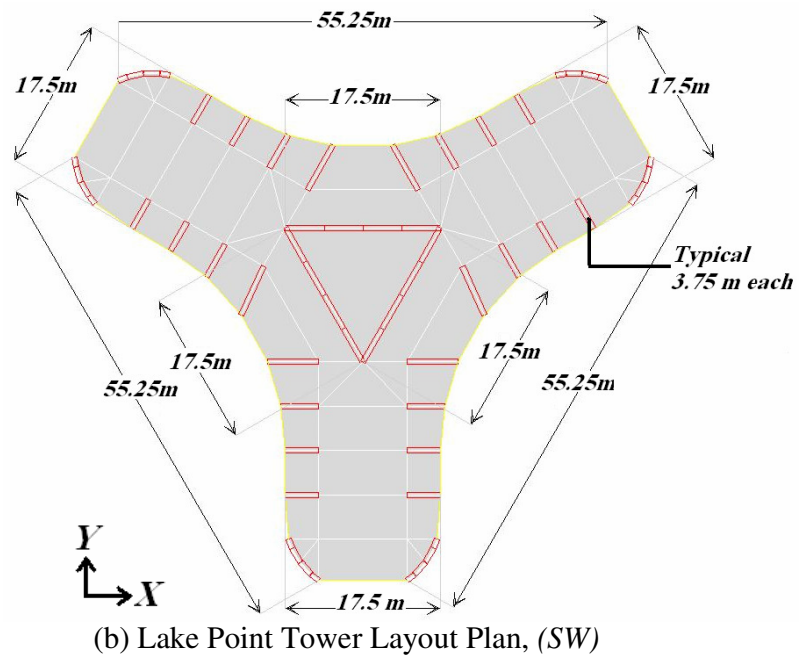 55.25m
17.5m
17.5m
17.5m
Typical
3.75 m each
17.5m
17.5m
55.25m
55.25m
Y
X
17.5 m
(b) Lake Point Tower Layout Plan, (SW)